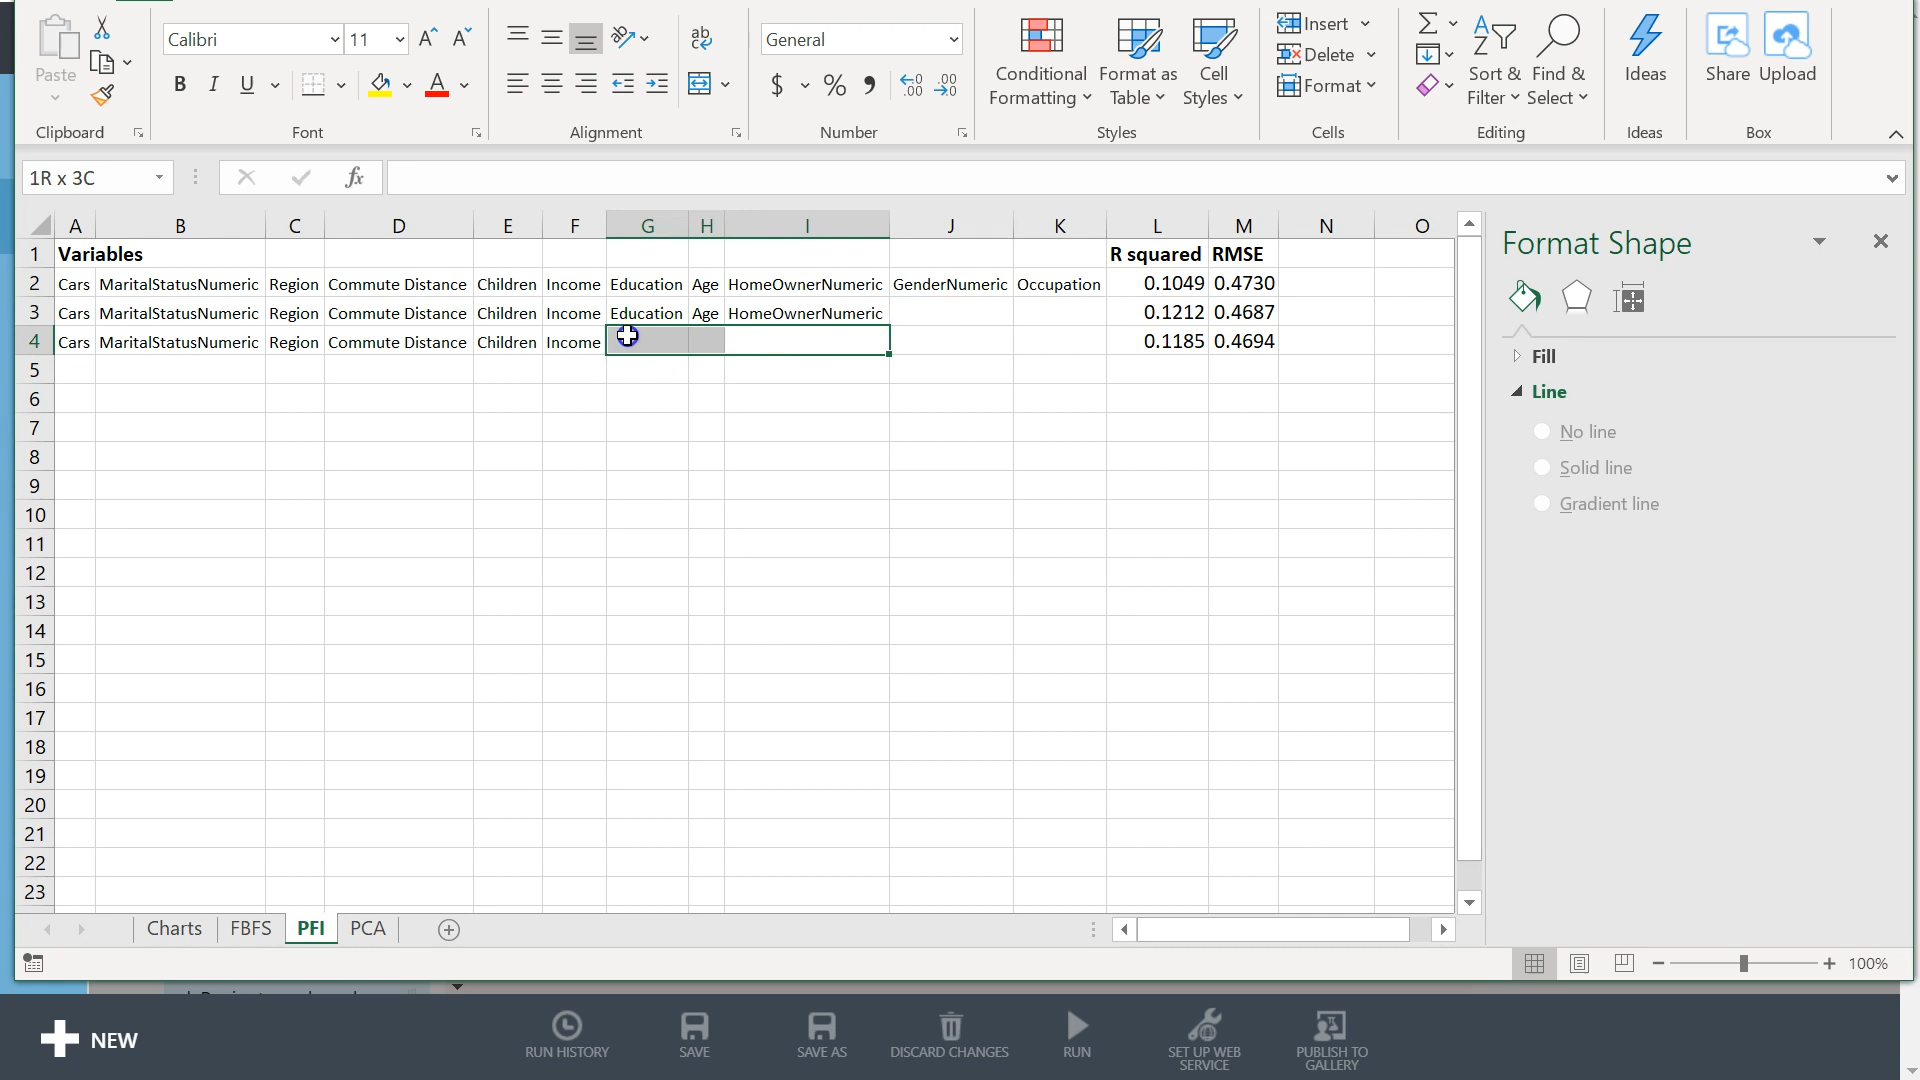 Paste
Calibri 11
General
Conditional Formatting
Format as Table
Cell Styles
Insert
Delete
Format
Sort & Filter
Find & Select
Ideas
Share
Upload
Clipboard
Font
Alignment
Number
Styles
Cells
Editing
Ideas
Box
1R x 3C
fx
A B C D E F G H I J K L M N O
1 Variables R squared RMSE
2 Cars MaritalStatusNumeric Region Commute Distance Children Income Education Age HomeOwnerNumeric GenderNumeric Occupation 0.1049 0.4730
3 Cars MaritalStatusNumeric Region Commute Distance Children Income Education Age HomeOwnerNumeric 0.1212 0.4687
4 Cars MaritalStatusNumeric Region Commute Distance Children Income 0.1185 0.4694
5
6
7
8
9
10
11
12
13
14
15
16
17
18
19
20
21
22
23
Format Shape
Fill
Line
No line
Solid line
Gradient line
Charts FBFS PFI PCA
100%
NEW
RUN HISTORY
SAVE
SAVE AS
DISCARD CHANGES
RUN
SET UP WEB SERVICE
PUBLISH TO GALLERY